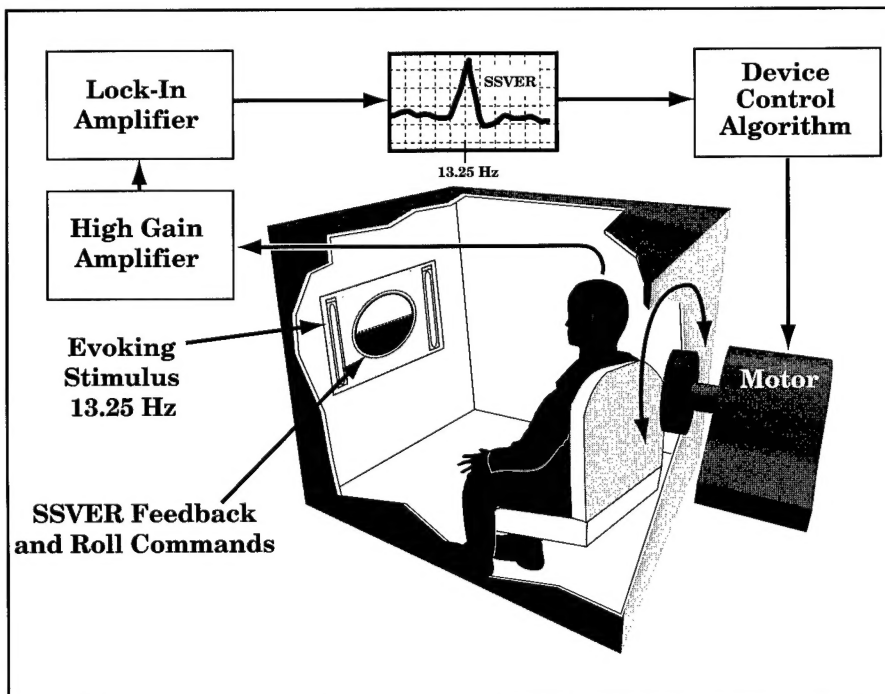 Lock-In
Amplifier
SSVER
13.25 Hz
Device
Control
Algorithm
High Gain
Amplifier
Evoking
Stimulus
13.25 Hz
Motor
SSVER Feedback
and Roll Commands